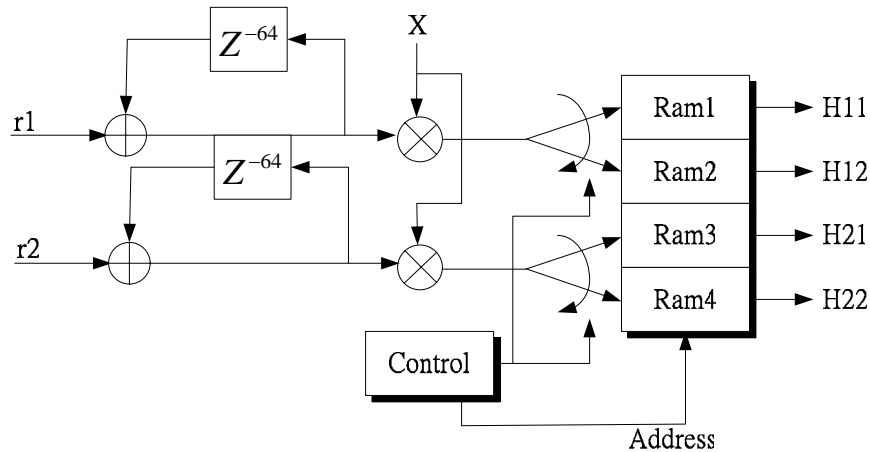 X
Z⁻⁶⁴
r1
Z⁻⁶⁴
r2
Ram1
Ram2
Ram3
Ram4
H11
H12
H21
H22
Control
Address